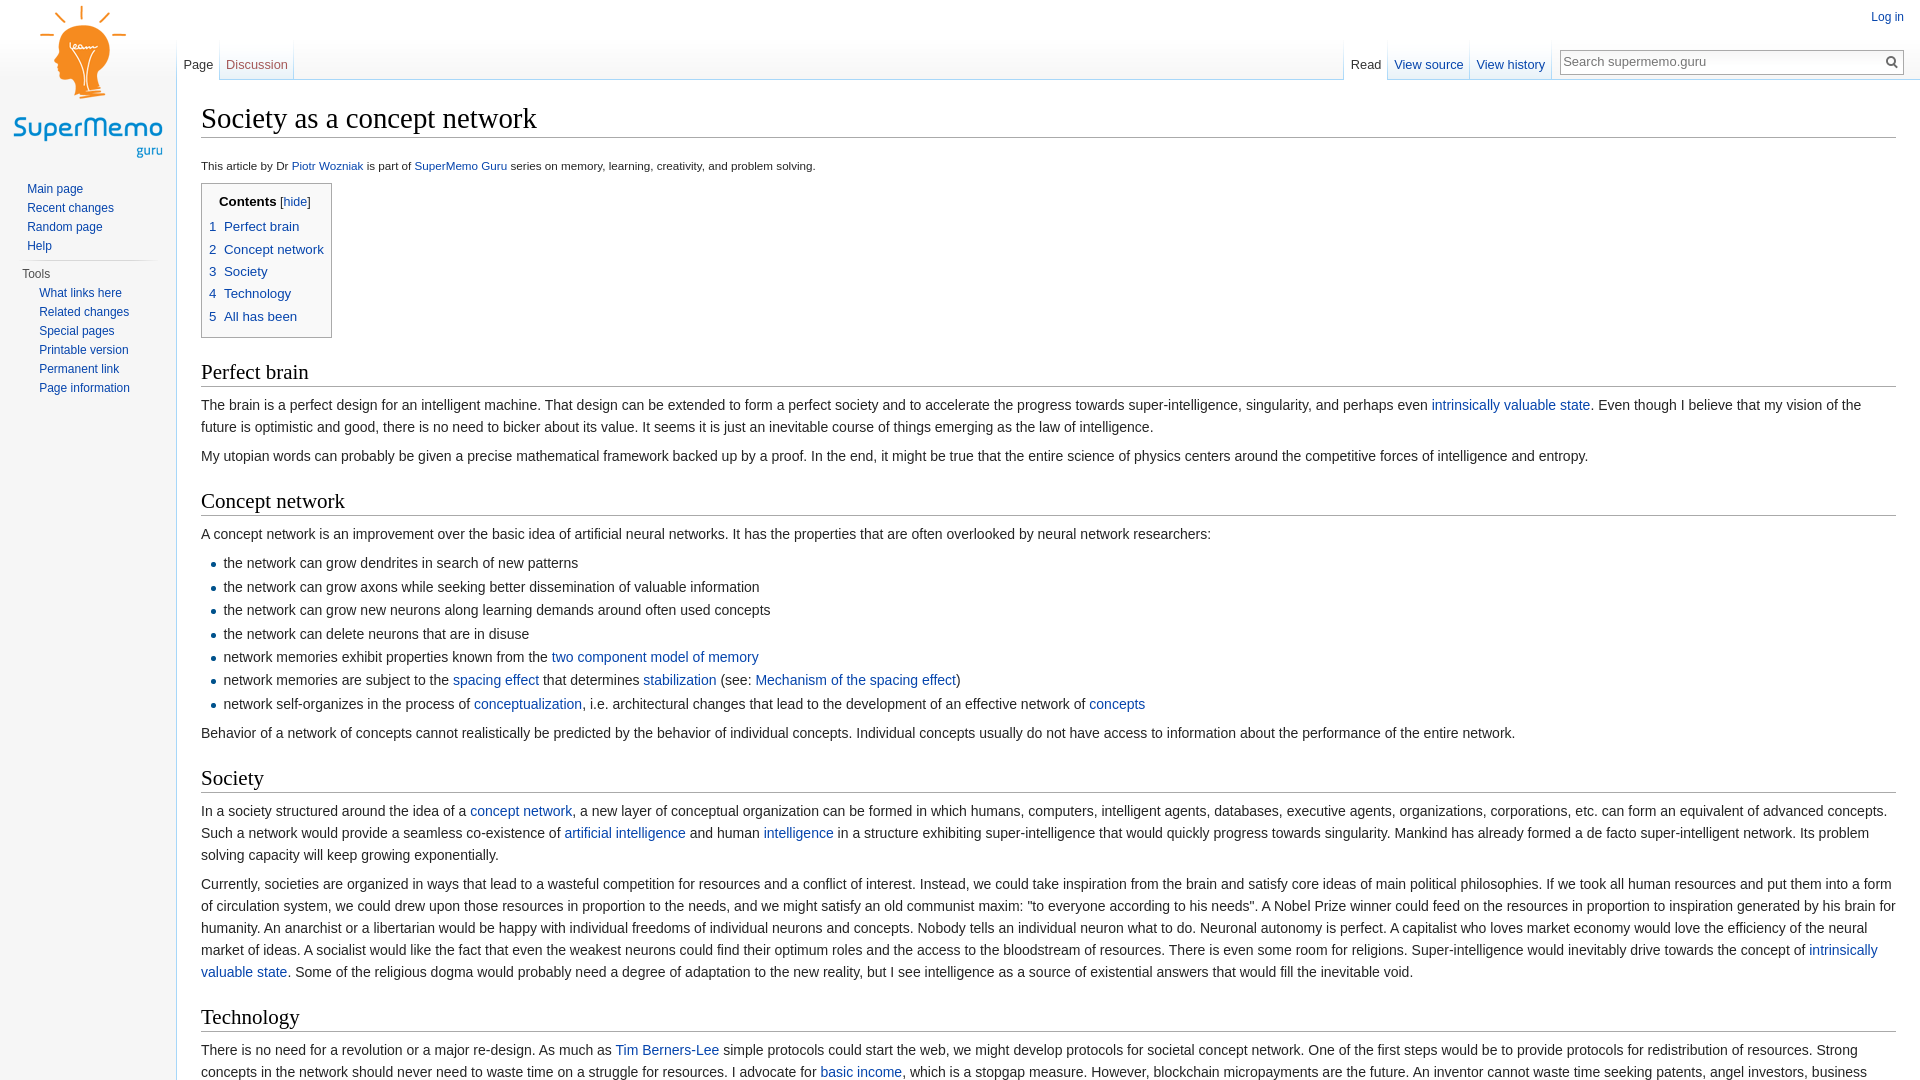 Log in
Page
Discussion
Read
View source
View history
Search supermemo.guru
learn
SuperMemo
guru
Main page
Recent changes
Random page
Help
Tools
What links here
Related changes
Special pages
Printable version
Permanent link
Page information
Society as a concept network
This article by Dr Piotr Wozniak is part of SuperMemo Guru series on memory, learning, creativity, and problem solving.
Contents [hide]
1 Perfect brain
2 Concept network
3 Society
4 Technology
5 All has been
Perfect brain
The brain is a perfect design for an intelligent machine. That design can be extended to form a perfect society and to accelerate the progress towards super-intelligence, singularity, and perhaps even intrinsically valuable state. Even though I believe that my vision of the
future is optimistic and good, there is no need to bicker about its value. It seems it is just an inevitable course of things emerging as the law of intelligence.
My utopian words can probably be given a precise mathematical framework backed up by a proof. In the end, it might be true that the entire science of physics centers around the competitive forces of intelligence and entropy.
Concept network
A concept network is an improvement over the basic idea of artificial neural networks. It has the properties that are often overlooked by neural network researchers:
the network can grow dendrites in search of new patterns
the network can grow axons while seeking better dissemination of valuable information
the network can grow new neurons along learning demands around often used concepts
the network can delete neurons that are in disuse
network memories exhibit properties known from the two component model of memory
network memories are subject to the spacing effect that determines stabilization (see: Mechanism of the spacing effect)
network self-organizes in the process of conceptualization, i.e. architectural changes that lead to the development of an effective network of concepts
Behavior of a network of concepts cannot realistically be predicted by the behavior of individual concepts. Individual concepts usually do not have access to information about the performance of the entire network.
Society
In a society structured around the idea of a concept network, a new layer of conceptual organization can be formed in which humans, computers, intelligent agents, databases, executive agents, organizations, corporations, etc. can form an equivalent of advanced concepts.
Such a network would provide a seamless co-existence of artificial intelligence and human intelligence in a structure exhibiting super-intelligence that would quickly progress towards singularity. Mankind has already formed a de facto super-intelligent network. Its problem
solving capacity will keep growing exponentially.
Currently, societies are organized in ways that lead to a wasteful competition for resources and a conflict of interest. Instead, we could take inspiration from the brain and satisfy core ideas of main political philosophies. If we took all human resources and put them into a form
of circulation system, we could drew upon those resources in proportion to the needs, and we might satisfy an old communist maxim: "to everyone according to his needs". A Nobel Prize winner could feed on the resources in proportion to inspiration generated by his brain for
humanity. An anarchist or a libertarian would be happy with individual freedoms of individual neurons and concepts. Nobody tells an individual neuron what to do. Neuronal autonomy is perfect. A capitalist who loves market economy would love the efficiency of the neural
market of ideas. A socialist would like the fact that even the weakest neurons could find their optimum roles and the access to the bloodstream of resources. There is even some room for religions. Super-intelligence would inevitably drive towards the concept of intrinsically
valuable state. Some of the religious dogma would probably need a degree of adaptation to the new reality, but I see intelligence as a source of existential answers that would fill the inevitable void.
Technology
There is no need for a revolution or a major re-design. As much as Tim Berners-Lee simple protocols could start the web, we might develop protocols for societal concept network. One of the first steps would be to provide protocols for redistribution of resources. Strong
concepts in the network should never need to waste time on a struggle for resources. I advocate for basic income, which is a stopgap measure. However, blockchain micropayments are the future. An inventor cannot waste time seeking patents, angel investors, business